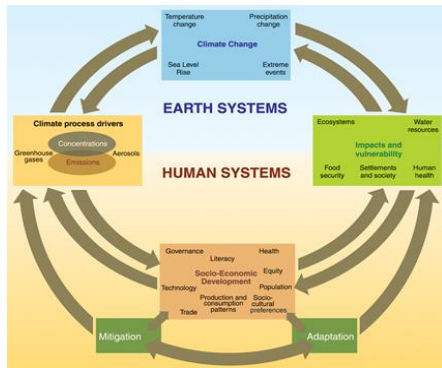 Temperature change
Precipitation change
Climate Change
Sea Level Rise
Extreme events
EARTH SYSTEMS
Climate process drivers
Concentrations
Greenhouse gases
Aerosols
Emissions
Ecosystems
Water resources
Impacts and vulnerability
Food security
Settlements and society
Human health
HUMAN SYSTEMS
Governance
Literacy
Health
Socio-Economic Development
Equity
Technology
Population
Production and consumption patterns
Socio-cultural preferences
Trade
Mitigation
Adaptation